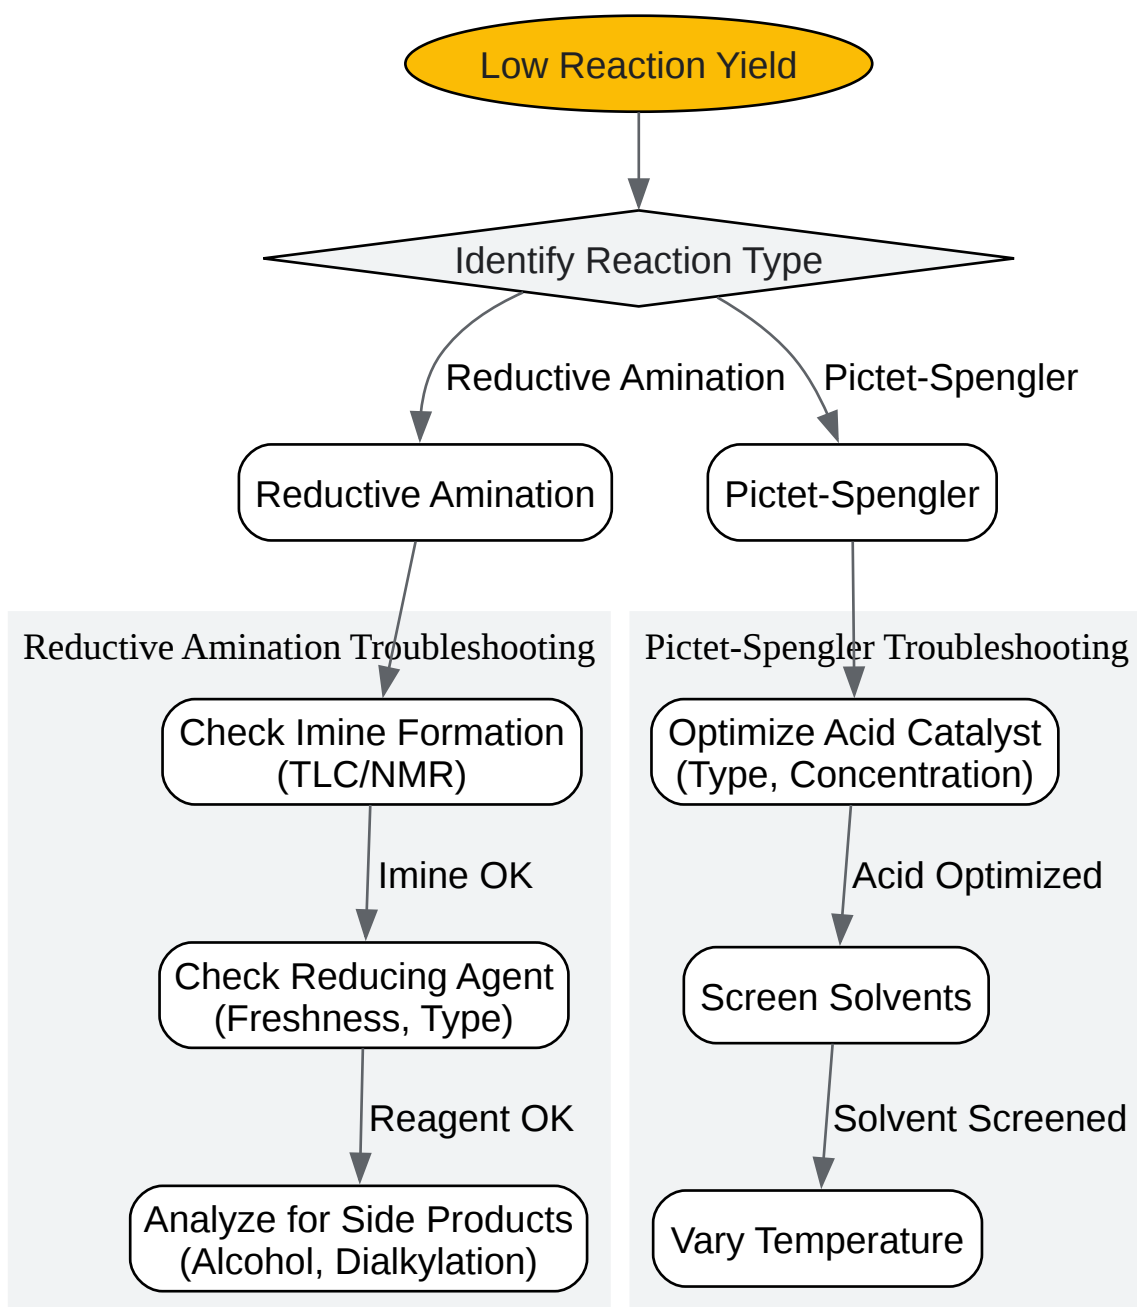 Low Reaction Yield
Identify Reaction Type
Reductive Amination
Pictet-Spengler
Reductive Amination
Pictet-Spengler
Reductive Amination Troubleshooting
Pictet-Spengler Troubleshooting
Check Imine Formation
(TLC/NMR)
Optimize Acid Catalyst
(Type, Concentration)
Imine OK
Acid Optimized
Check Reducing Agent
(Freshness, Type)
Screen Solvents
Reagent OK
Solvent Screened
Analyze for Side Products
(Alcohol, Dialkylation)
Vary Temperature